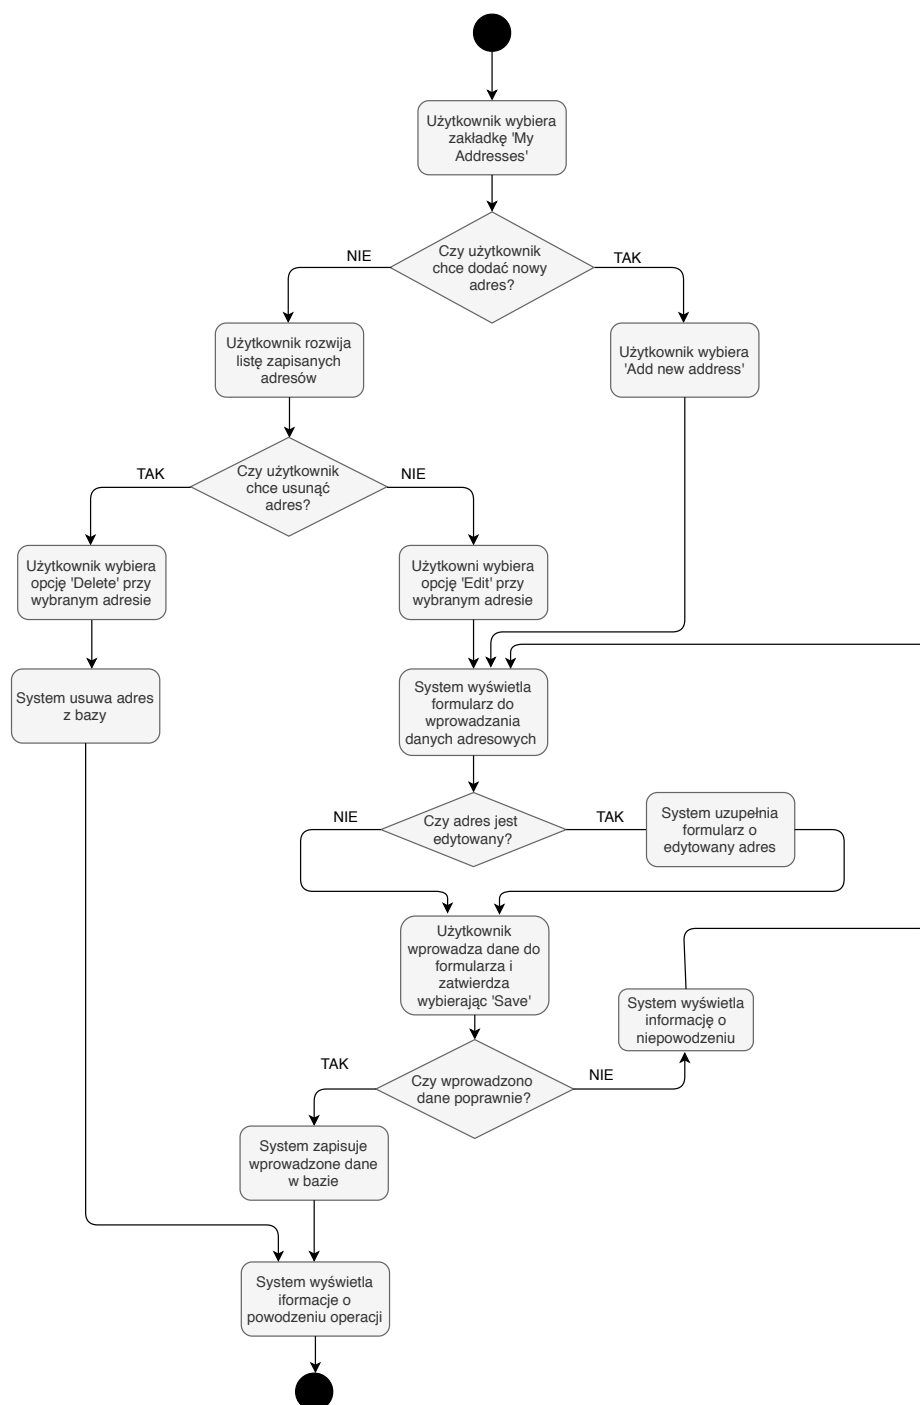 Użytkownik wybiera
zakładkę 'My
Addresses'
Czy użytkownik
chce dodać nowy
adres?
NIE
TAK
Użytkownik rozwija
listę zapisanych
adresów
Użytkownik wybiera
'Add new address'
Czy użytkownik
chce usunąć
adres?
TAK
NIE
Użytkownik wybiera
opcję 'Delete' przy
wybranym adresie
Użytkowni wybiera
opcję 'Edit' przy
wybranym adresie
System usuwa adres
z bazy
System wyświetla
formularz do
wprowadzania
danych adresowych
NIE
Czy adres jest
edytowany?
TAK
System uzupełnia
formularz o
edytowany adres
Użytkownik
wprowadza dane do
formularza i
zatwierdza
wybierając 'Save'
System wyświetla
informację o
niepowodzeniu
TAK
Czy wprowadzono
dane poprawnie?
NIE
System zapisuje
wprowadzone dane
w bazie
System wyświetla
iformacje o
powodzeniu operacji